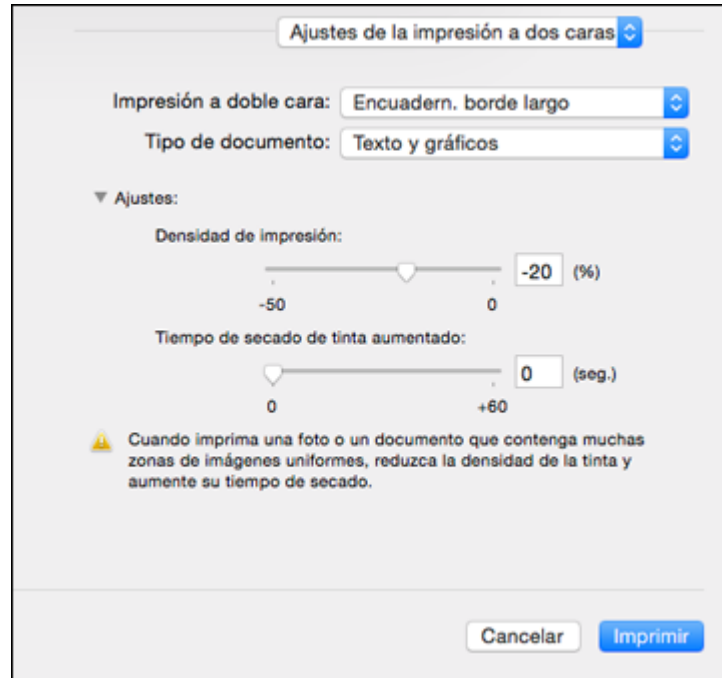 Ajustes de la impresión a dos caras
Impresión a doble cara: Encuadern. borde largo
Tipo de documento: Texto y gráficos
Ajustes:
Densidad de impresión:
-20 (%)
-50 0
Tiempo de secado de tinta aumentado:
0 (seg.)
0 +60
Cuando imprima una foto o un documento que contenga muchas
zonas de imágenes uniformes, reduzca la densidad de la tinta y
aumente su tiempo de secado.
Cancelar Imprimir